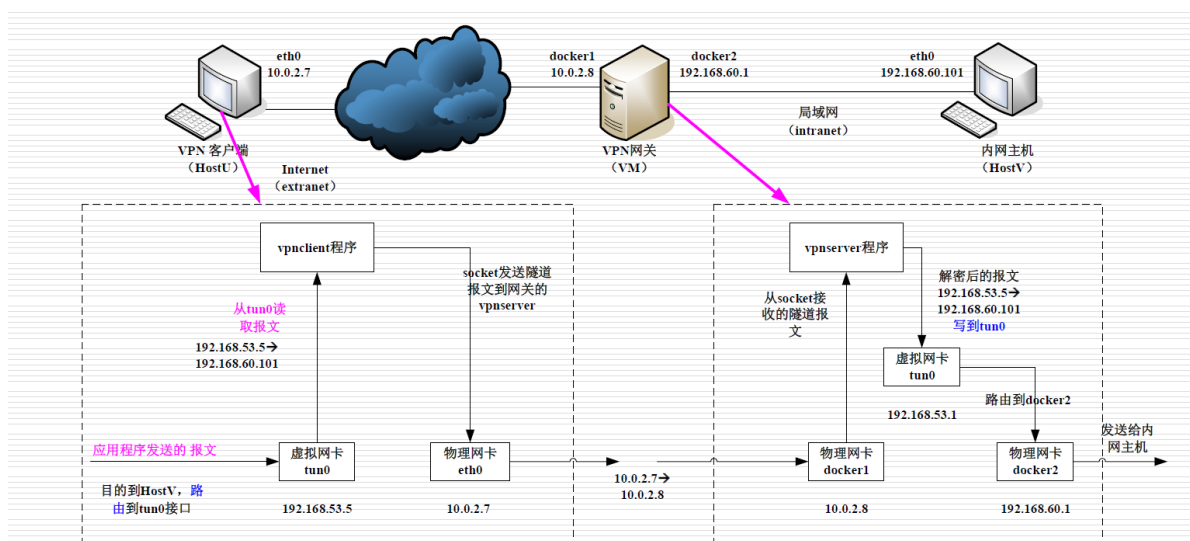 eth0
10.0.2.7
docker1
10.0.2.8
docker2
192.168.60.1
eth0
192.168.60.101
VPN 客户端
（HostU）
Internet
（extranet）
VPN网关
（VM）
局域网
（intranet）
内网主机
（HostV）
vpnclient程序
socket发送隧道
报文到网关的
vpnserver
从tun0读
取报文
192.168.53.5→
192.168.60.101
应用程序发送的 报文
目的到HostV，路
由到tun0接口
虚拟网卡
tun0
192.168.53.5
物理网卡
eth0
10.0.2.7
10.0.2.7→
10.0.2.8
vpnserver程序
从socket接
收的隧道报
文
解密后的报文
192.168.53.5→
192.168.60.101
写到tun0
虚拟网卡
tun0
192.168.53.1
路由到docker2
物理网卡
docker1
10.0.2.8
物理网卡
docker2
192.168.60.1
发送给内
网主机